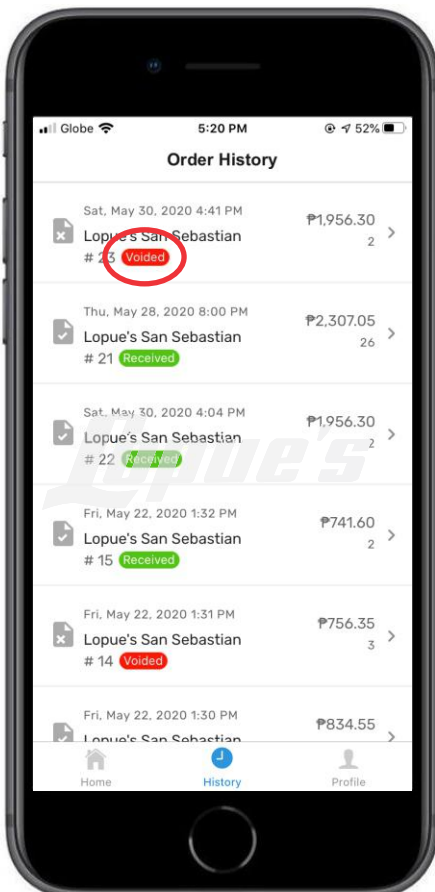 Globe 5:20 PM 52%
Order History
Sat, May 30, 2020 4:41 PM
₱1,956.30
Lopue's San Sebastian
2
# 23 Voided
Thu, May 28, 2020 8:00 PM
₱2,307.05
Lopue's San Sebastian
26
# 21 Received
Sat, May 30, 2020 4:04 PM
₱1,956.30
Lopue's San Sebastian
2
# 22 Received
Lopue's
Fri, May 22, 2020 1:32 PM
₱741.60
Lopue's San Sebastian
2
# 15 Received
Fri, May 22, 2020 1:31 PM
₱756.35
Lopue's San Sebastian
3
# 14 Voided
Fri, May 22, 2020 1:30 PM
₱834.55
Lopue's San Sebastian
Home History Profile